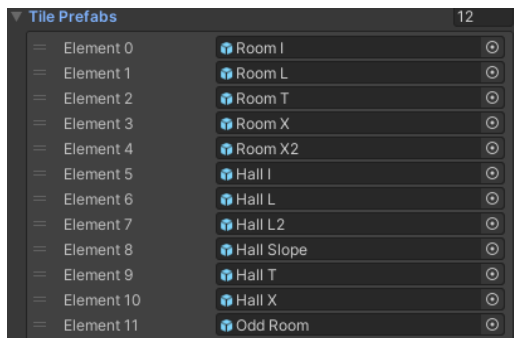 Tile Prefabs 12
Element 0 Room I
Element 1 Room L
Element 2 Room T
Element 3 Room X
Element 4 Room X2
Element 5 Hall I
Element 6 Hall L
Element 7 Hall L2
Element 8 Hall Slope
Element 9 Hall T
Element 10 Hall X
Element 11 Odd Room